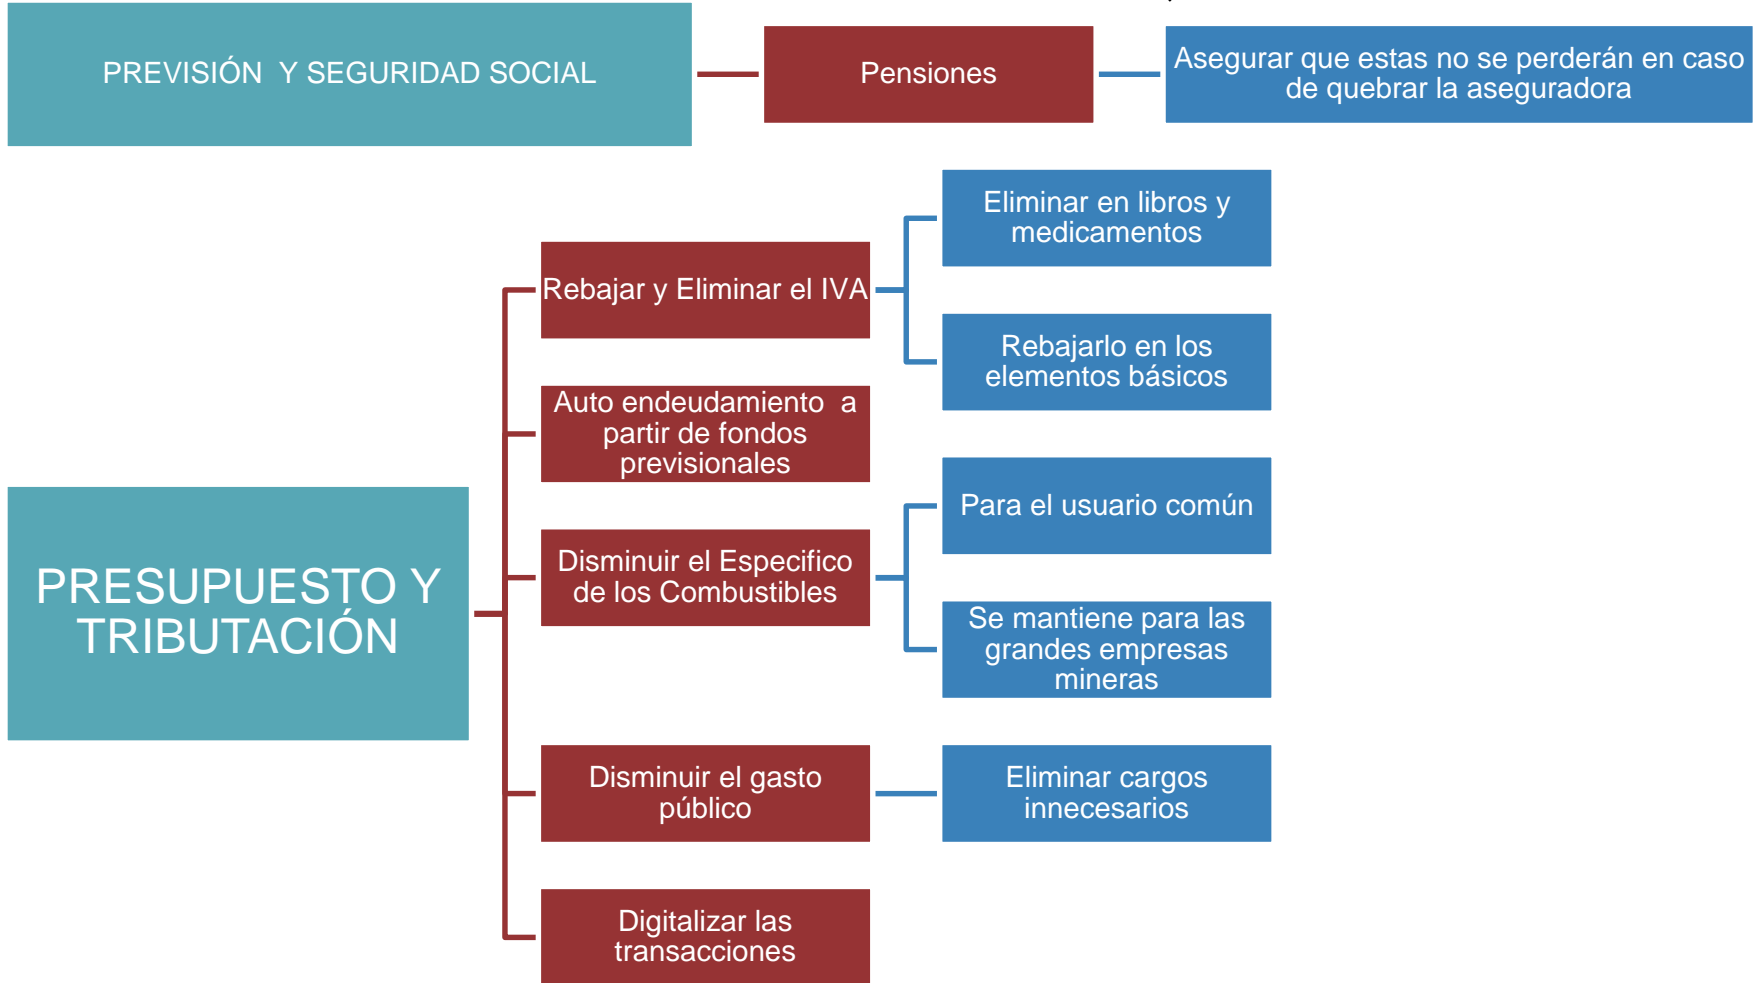 PREVISIÓN Y SEGURIDAD SOCIAL
Pensiones
Asegurar que estas no se perderán en caso
de quebrar la aseguradora
PRESUPUESTO Y
TRIBUTACIÓN
Rebajar y Eliminar el IVA
Eliminar en libros y
medicamentos
Rebajarlo en los
elementos básicos
Auto endeudamiento a
partir de fondos
previsionales
Disminuir el Especifico
de los Combustibles
Para el usuario común
Se mantiene para las
grandes empresas
mineras
Disminuir el gasto
público
Eliminar cargos
innecesarios
Digitalizar las
transacciones